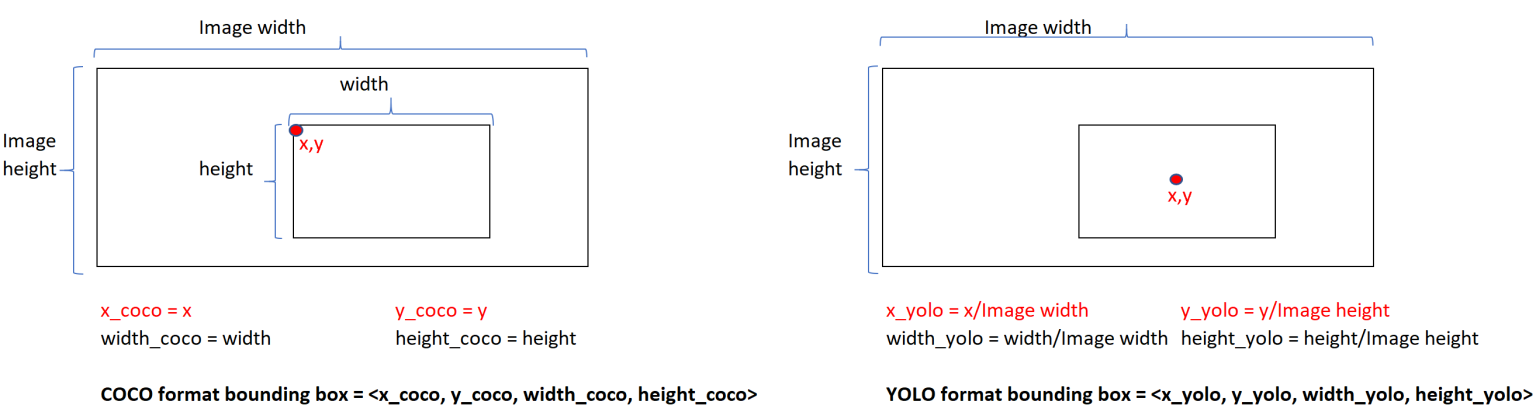 Image width
width
Image
height
height
x,y
x_coco = x
y_coco = y
width_coco = width
height_coco = height
COCO format bounding box = <x_coco, y_coco, width_coco, height_coco>
Image width
Image
height
x,y
x_yolo = x/Image width
y_yolo = y/Image height
width_yolo = width/Image width
height_yolo = height/Image height
YOLO format bounding box = <x_yolo, y_yolo, width_yolo, height_yolo>